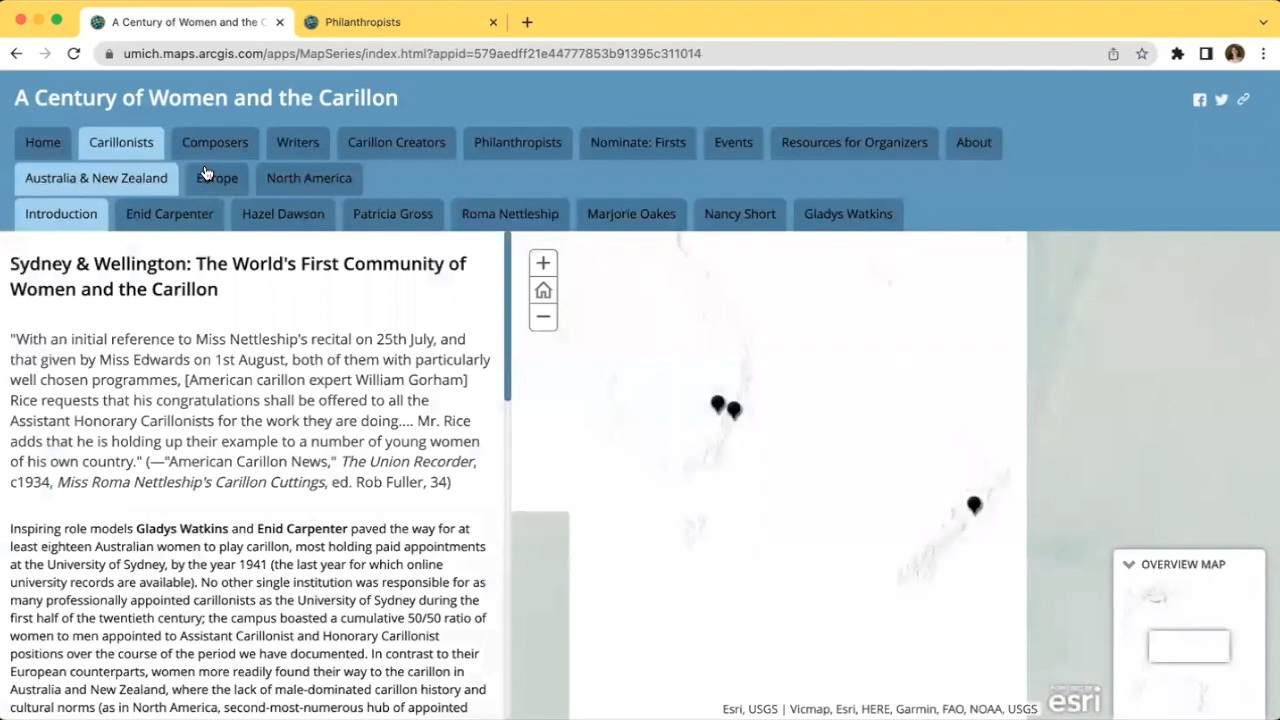 A Century of Women and the C
Philanthropists
umich.maps.arcgis.com/apps/MapSeries/index.html?appid=579aedff21e44777853b91395c311014
A Century of Women and the Carillon
Home Carillonists Composers Writers Carillon Creators Philanthropists Nominate: Firsts Events Resources for Organizers About
Australia & New Zealand Europe North America
Introduction Enid Carpenter Hazel Dawson Patricia Gross Roma Nettleship Marjorie Oakes Nancy Short Gladys Watkins
Sydney & Wellington: The World's First Community of
Women and the Carillon
"With an initial reference to Miss Nettleship's recital on 25th July, and
that given by Miss Edwards on 1st August, both of them with particularly
well chosen programmes, [American carillon expert William Gorham]
Rice requests that his congratulations shall be offered to all the
Assistant Honorary Carillonists for the work they are doing.... Mr. Rice
adds that he is holding up their example to a number of young women
of his own country." (—"American Carillon News," The Union Recorder,
c1934, Miss Roma Nettleship's Carillon Cuttings, ed. Rob Fuller, 34)
Inspiring role models Gladys Watkins and Enid Carpenter paved the way for at
least eighteen Australian women to play carillon, most holding paid appointments
at the University of Sydney, by the year 1941 (the last year for which online
university records are available). No other single institution was responsible for as
many professionally appointed carillonists as the University of Sydney during the
first half of the twentieth century; the campus boasted a cumulative 50/50 ratio of
women to men appointed to Assistant Carillonist and Honorary Carillonist
positions over the course of the period we have documented. In contrast to their
European counterparts, women more readily found their way to the carillon in
Australia and New Zealand, where the lack of male-dominated carillon history and
cultural norms (as in North America, second-most-numerous hub of appointed
OVERVIEW MAP
POWERED BY
esri
Esri, USGS | Vicmap, Esri, HERE, Garmin, FAO, NOAA, USGS